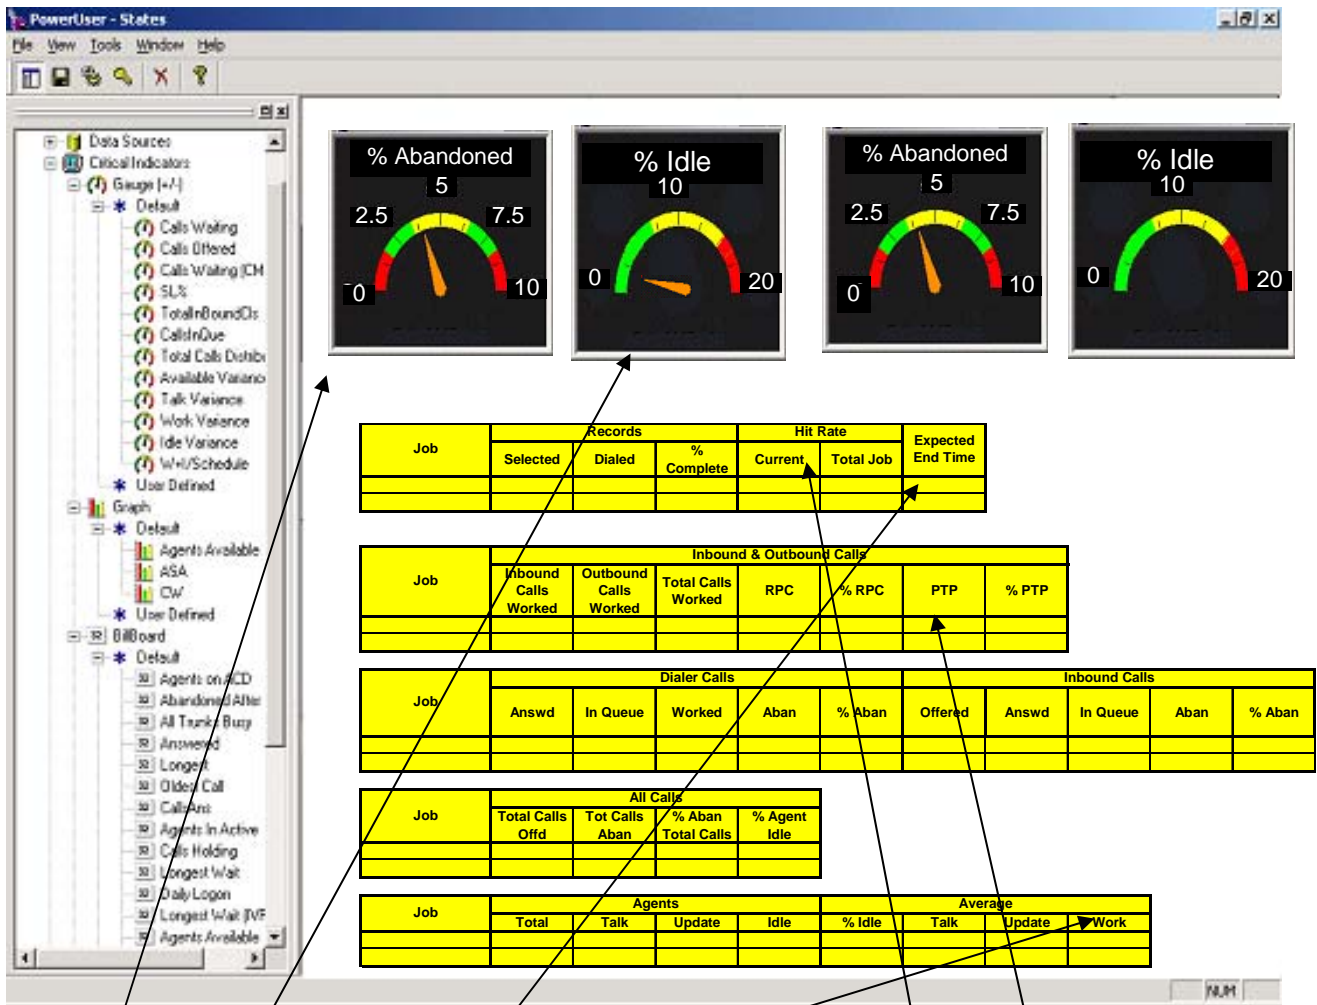 PowerUser - States
File View Tools Window Help
Data Sources
Critical Indicators
Gauge [+/-]
Default
Calls Waiting
Calls Offered
Calls Waiting [CM
SL%
TotalInBoundCls
CallsInQue
Total Calls Distribu
Available Varianc
Talk Variance
Work Variance
Idle Variance
W+I/Schedule
User Defined
Graph
Default
Agents Available
ASA
CW
User Defined
BillBoard
Default
Agents on ACD
Abandoned After
All Trunks Busy
Answered
Longest
Oldest Call
CallsAns
Agents In Active
Calls Holding
Longest Wait
Daily Logon
Longest Wait [IVR
Agents Available
% Abandoned
0 2.5 5 7.5 10
% Idle
0 10 20
% Abandoned
0 2.5 5 7.5 10
% Idle
0 10 20
Job Records Hit Rate Expected End Time
Selected Dialed % Complete Current Total Job
Job Inbound & Outbound Calls
Inbound Calls Worked Outbound Calls Worked Total Calls Worked RPC % RPC PTP % PTP
Job Dialer Calls Inbound Calls
Answd In Queue Worked Aban % Aban Offered Answd In Queue Aban % Aban
Job All Calls
Total Calls Offd Tot Calls Aban % Aban Total Calls % Agent Idle
Job Agents Average
Total Talk Update Idle % Idle Talk Update Work
NUM